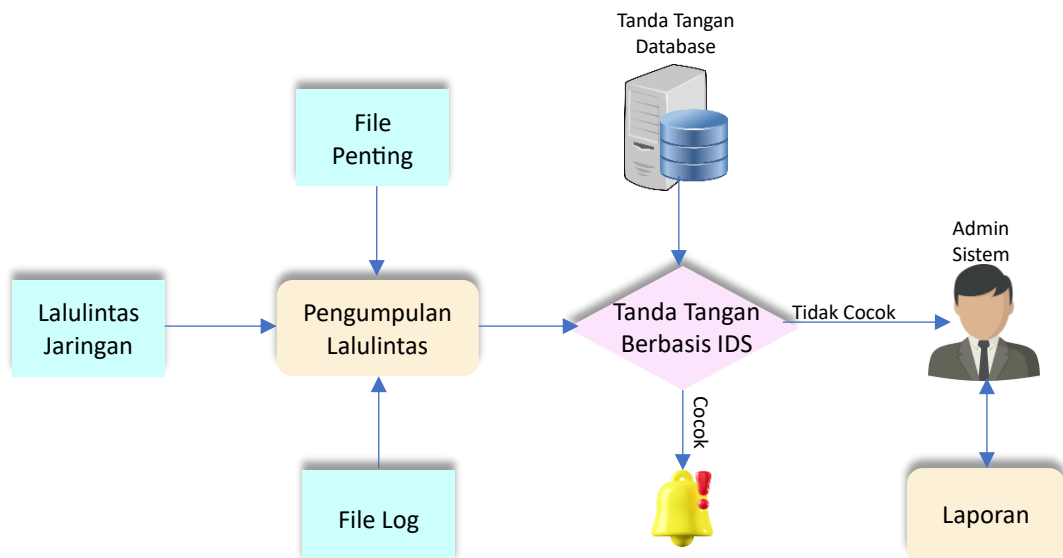 Tanda Tangan
Database
File
Penting
Admin
Sistem
Lalulintas
Jaringan
Pengumpulan
Lalulintas
Tanda Tangan
Berbasis IDS
Tidak Cocok
Cocok
File Log
Laporan